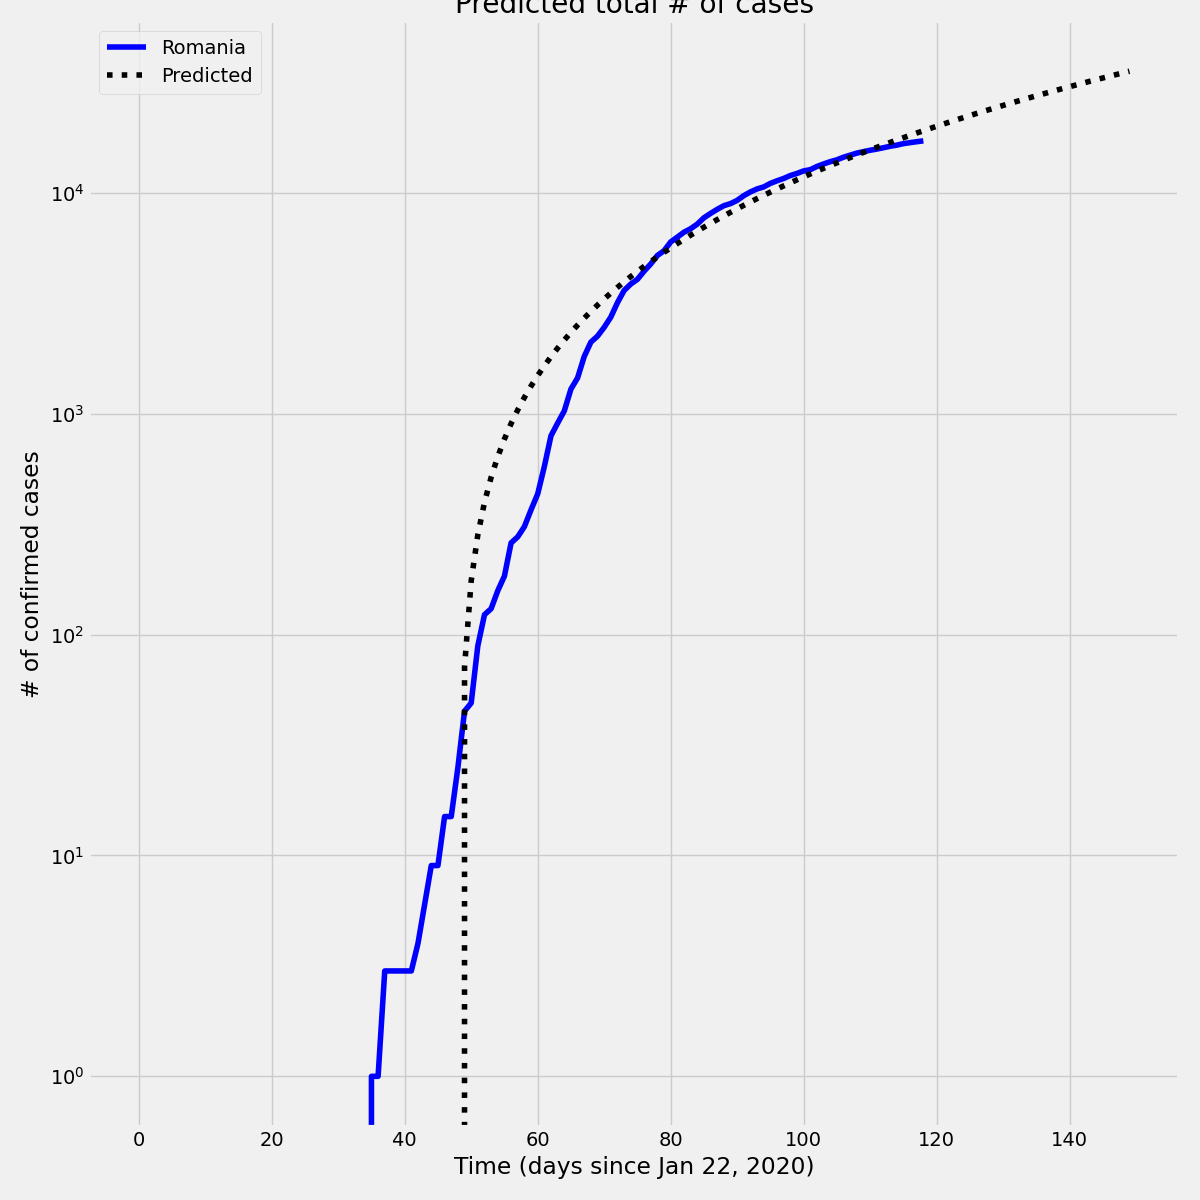 Predicted total # of cases
Romania
Predicted
10⁴
10³
10²
10¹
10⁰
# of confirmed cases
0 20 40 60 80 100 120 140
Time (days since Jan 22, 2020)